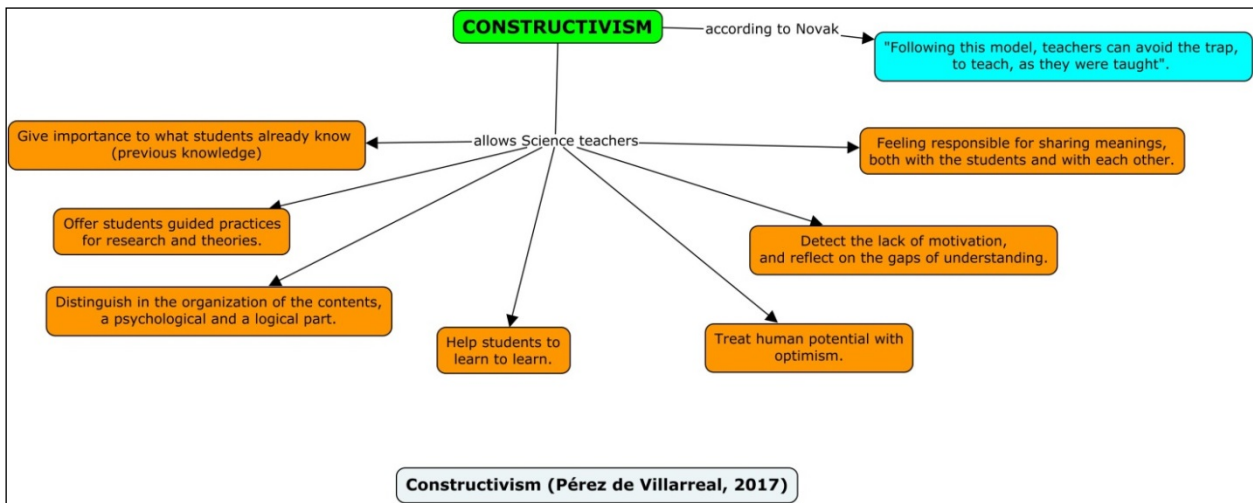 CONSTRUCTIVISM
according to Novak
"Following this model, teachers can avoid the trap,
to teach, as they were taught".
allows Science teachers
Give importance to what students already know
(previous knowledge)
Feeling responsible for sharing meanings,
both with the students and with each other.
Offer students guided practices
for research and theories.
Detect the lack of motivation,
and reflect on the gaps of understanding.
Distinguish in the organization of the contents,
a psychological and a logical part.
Help students to
learn to learn.
Treat human potential with
optimism.
Constructivism (Pérez de Villarreal, 2017)